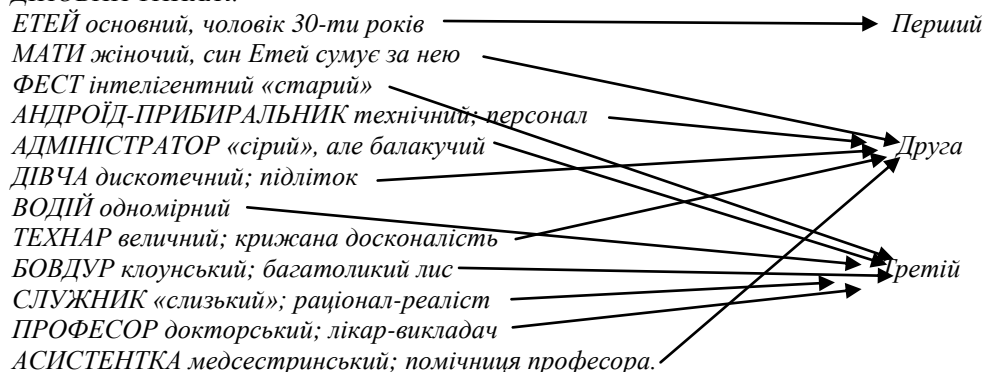 ЕТЕЙ основний, чоловік 30-ти років Перший
МАТИ жіночий, син Етей сумує за нею
ФЕСТ інтелігентний «старий»
АНДРОЇД-ПРИБИРАЛЬНИК технічний; персонал
АДМІНІСТРАТОР «сірий», але балакучий Друга
ДІВЧА дискотечний; підліток
ВОДІЙ одномірний
ТЕХНАР величний; крижана досконалість
БОВДУР клоунський; багатоликий лис Третій
СЛУЖНИК «слизький»; раціонал-реаліст
ПРОФЕСОР докторський; лікар-викладач
АСИСТЕНТКА медсестринський; помічниця професора.